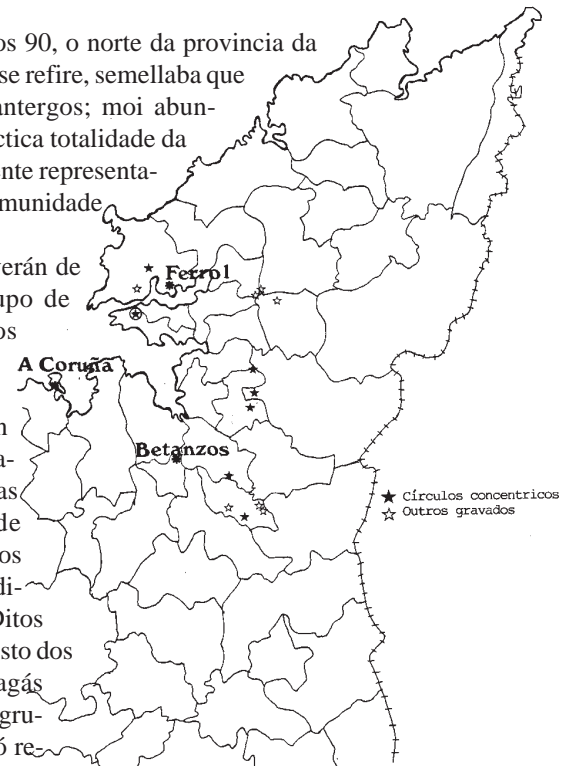 os 90, o norte da provincia da
se refire, semellaba que
antergos; moi abun-
ctica totalidade da
ente representa-
munidade
verán de
upo de
os
n
a-
as
de
os
di-
Ditos
sto dos
agás
gru-
ó re-
Ferrol
A Coruña
Betanzos
Círculos concentricos
Outros gravados